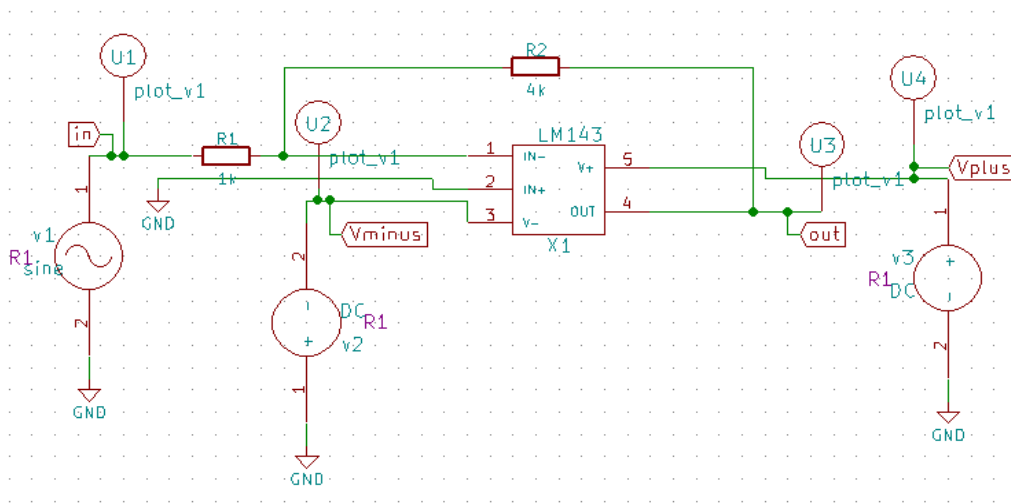 U1
plot_v1
in
R1
1k
1
v1
R1
sine
2
GND
GND
U2
plot_v1
Vminus
2
DC
R1
v2
1
GND
R2
4k
LM143
1
IN-
2
IN+
3
V-
V+
5
OUT
4
X1
U3
plot_v1
out
U4
plot_v1
Vplus
1
v3
R1
DC
2
GND